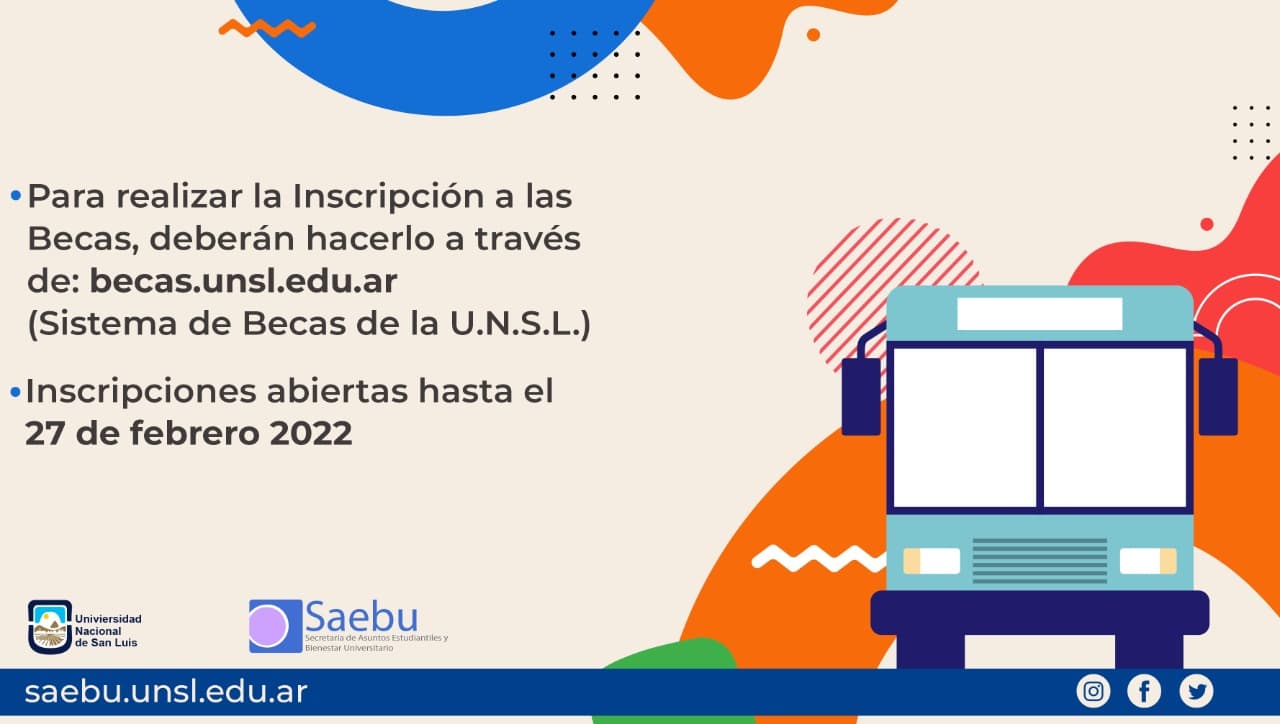 • Para realizar la Inscripción a las
Becas, deberán hacerlo a través
de: becas.unsl.edu.ar
(Sistema de Becas de la U.N.S.L.)
• Inscripciones abiertas hasta el
27 de febrero 2022
Univiersidad
Nacional
de San Luis
Saebu
Secretaría de Asuntos Estudiantiles y
Bienestar Universitario
saebu.unsl.edu.ar